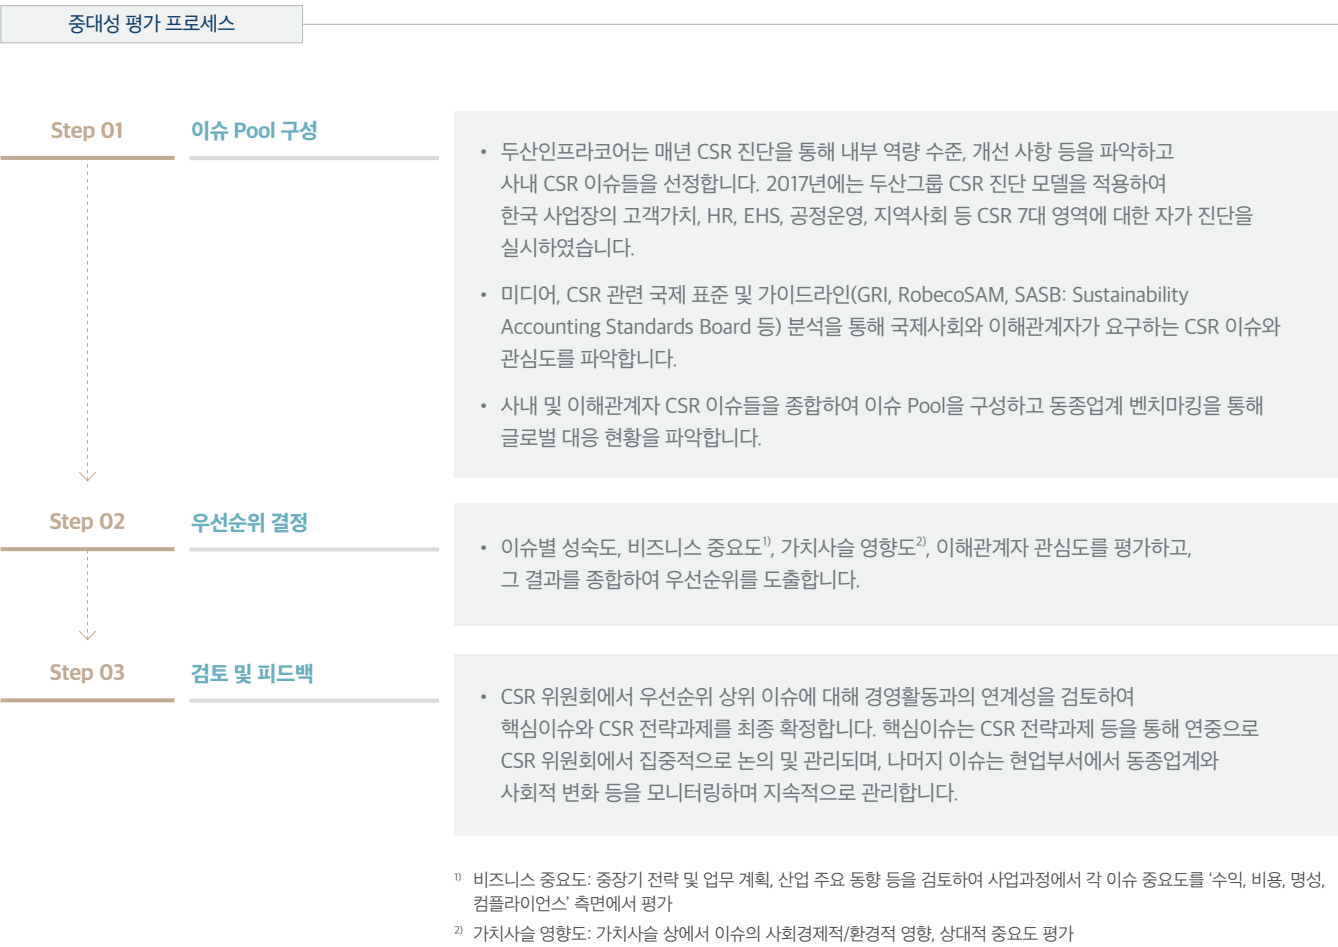 중대성 평가 프로세스
Step 01
이슈 Pool 구성
• 두산인프라코어는 매년 CSR 진단을 통해 내부 역량 수준, 개선 사항 등을 파악하고
사내 CSR 이슈들을 선정합니다. 2017년에는 두산그룹 CSR 진단 모델을 적용하여
한국 사업장의 고객가치, HR, EHS, 공정운영, 지역사회 등 CSR 7대 영역에 대한 자가 진단을
실시하였습니다.
• 미디어, CSR 관련 국제 표준 및 가이드라인(GRI, RobecoSAM, SASB: Sustainability
Accounting Standards Board 등) 분석을 통해 국제사회와 이해관계자가 요구하는 CSR 이슈와
관심도를 파악합니다.
• 사내 및 이해관계자 CSR 이슈들을 종합하여 이슈 Pool을 구성하고 동종업계 벤치마킹을 통해
글로벌 대응 현황을 파악합니다.
Step 02
우선순위 결정
• 이슈별 성숙도, 비즈니스 중요도1), 가치사슬 영향도2), 이해관계자 관심도를 평가하고,
그 결과를 종합하여 우선순위를 도출합니다.
Step 03
검토 및 피드백
• CSR 위원회에서 우선순위 상위 이슈에 대해 경영활동과의 연계성을 검토하여
핵심이슈와 CSR 전략과제를 최종 확정합니다. 핵심이슈는 CSR 전략과제 등을 통해 연중으로
CSR 위원회에서 집중적으로 논의 및 관리되며, 나머지 이슈는 현업부서에서 동종업계와
사회적 변화 등을 모니터링하며 지속적으로 관리합니다.
1) 비즈니스 중요도: 중장기 전략 및 업무 계획, 산업 주요 동향 등을 검토하여 사업과정에서 각 이슈 중요도를 ‘수익, 비용, 명성,
컴플라이언스’ 측면에서 평가
2) 가치사슬 영향도: 가치사슬 상에서 이슈의 사회경제적/환경적 영향, 상대적 중요도 평가